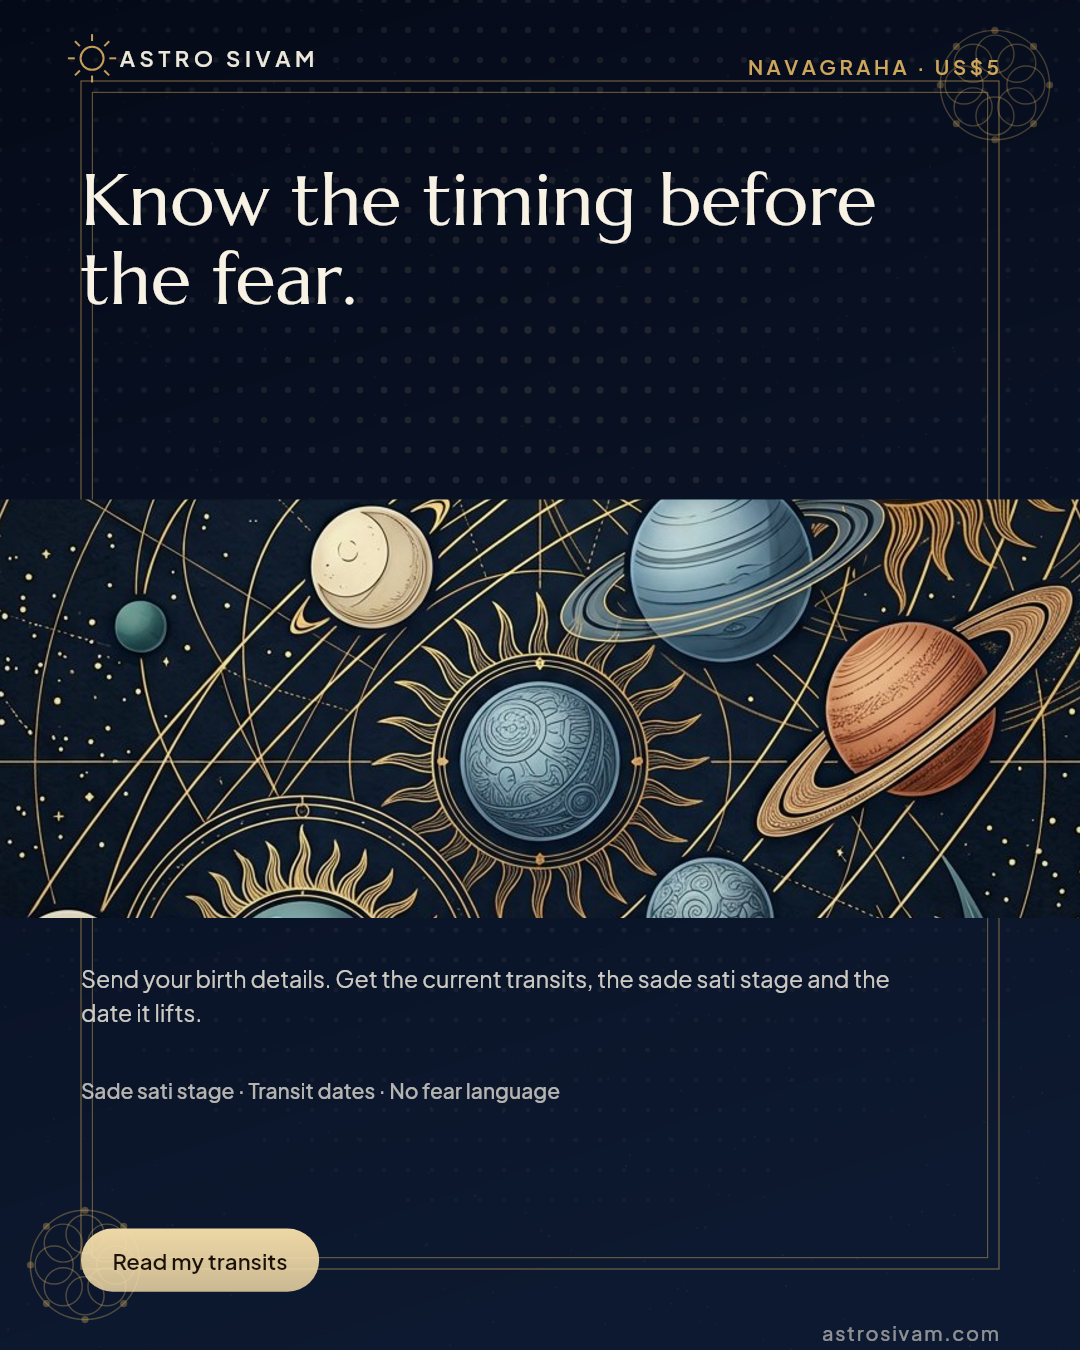 ASTRO SIVAM
NAVAGRAHA · US$5
Know the timing before
the fear.
Send your birth details. Get the current transits, the sade sati stage and the
date it lifts.
Sade sati stage · Transit dates · No fear language
Read my transits
astrosivam.com